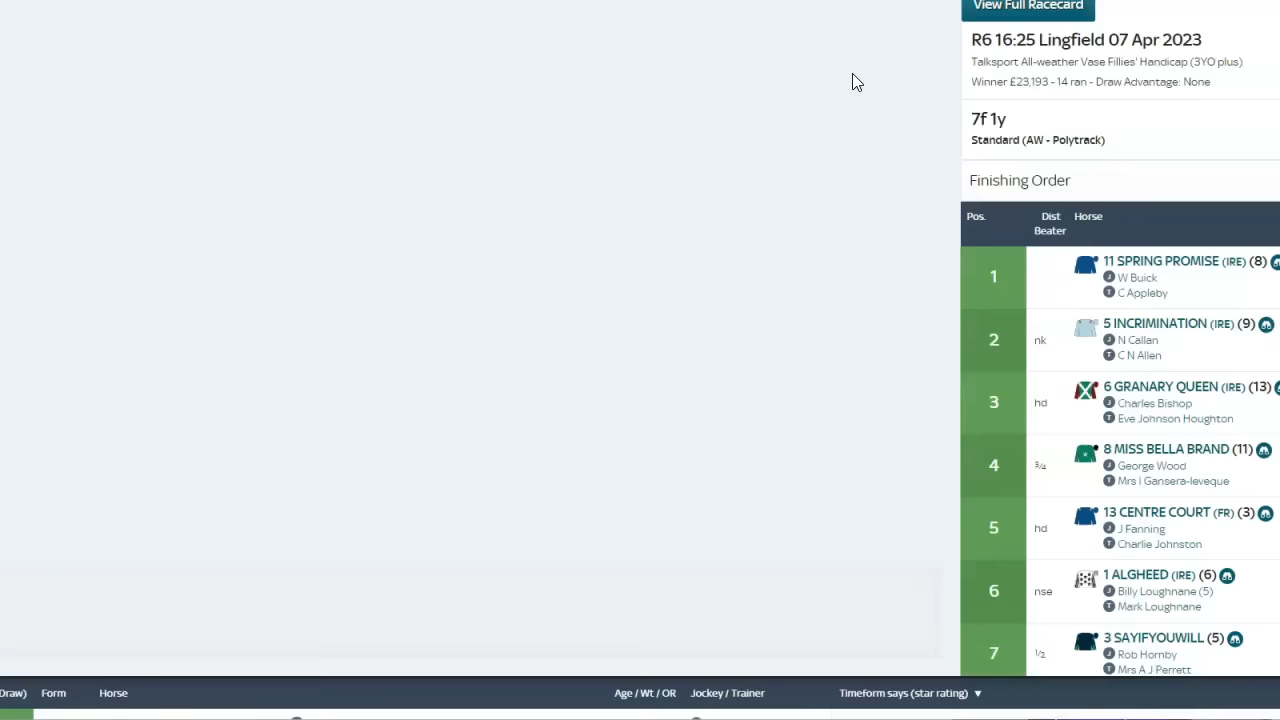 View Full Racecard
R6 16:25 Lingfield 07 Apr 2023
Talksport All-weather Vase Fillies' Handicap (3YO plus)
Winner £23,193 - 14 ran - Draw Advantage: None
7f 1y
Standard (AW - Polytrack)
Finishing Order
Pos. Dist Beater Horse
1 11 SPRING PROMISE (IRE) (8)
J W Buick
T C Appleby
2 nk 5 INCRIMINATION (IRE) (9)
J N Callan
T C N Allen
3 hd 6 GRANARY QUEEN (IRE) (13)
J Charles Bishop
T Eve Johnson Houghton
4 ¾ 8 MISS BELLA BRAND (11)
J George Wood
T Mrs I Gansera-leveque
5 hd 13 CENTRE COURT (FR) (3)
J J Fanning
T Charlie Johnston
6 nse 1 ALGHEED (IRE) (6)
J Billy Loughnane (5)
T Mark Loughnane
7 ½ 3 SAYIFYOUWILL (5)
J Rob Hornby
T Mrs A J Perrett
Draw) Form Horse Age / Wt / OR Jockey / Trainer Timeform says (star rating) ▼